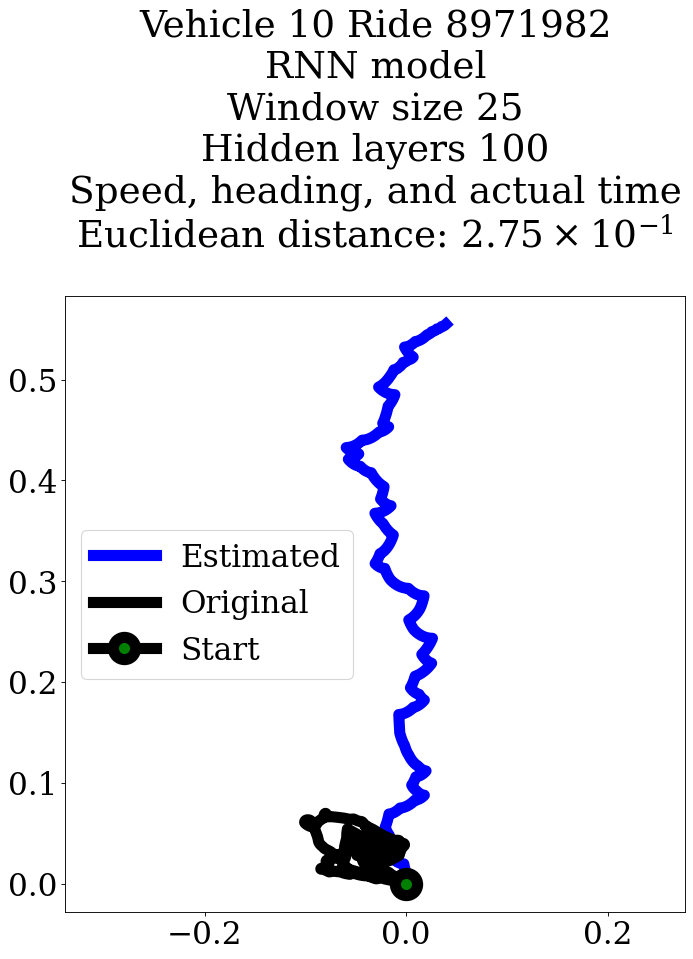 Vehicle 10 Ride 8971982
RNN model
Window size 25
Hidden layers 100
Speed, heading, and actual time
Euclidean distance: 2.75 × 10⁻¹
0.5
0.4
0.3
0.2
0.1
0.0
Estimated
Original
Start
−0.2
0.0
0.2